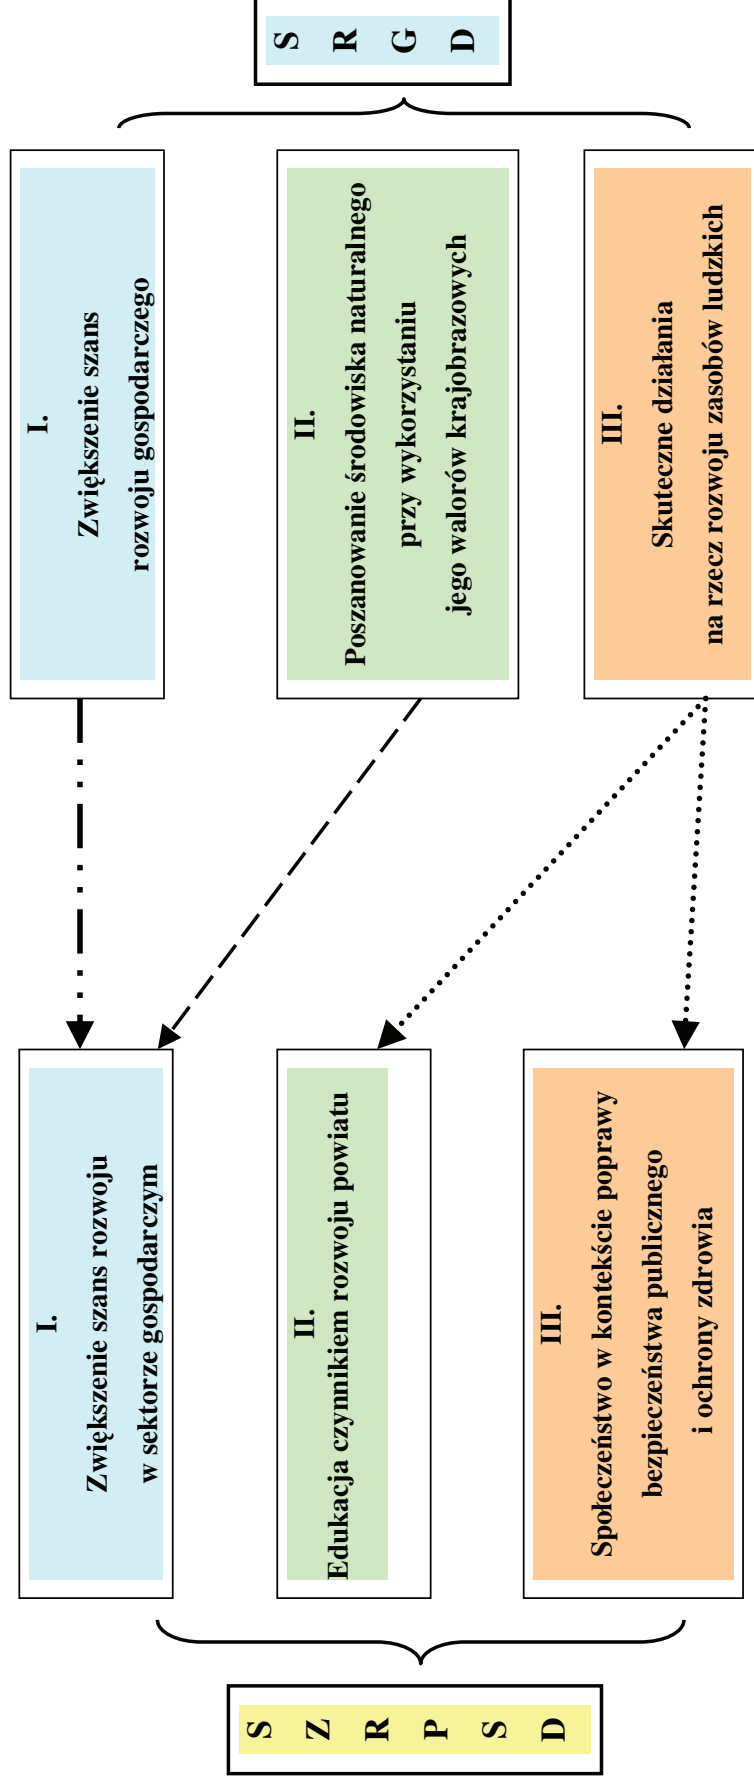 S
Z
R
P
S
D
I.
Zwiększenie szans rozwoju
w sektorze gospodarczym
II.
Edukacja czynnikiem rozwoju powiatu
III.
Społeczeństwo w kontekście poprawy
bezpieczeństwa publicznego
i ochrony zdrowia
I.
Zwiększenie szans
rozwoju gospodarczego
II.
Poszanowanie środowiska naturalnego
przy wykorzystaniu
jego walorów krajobrazowych
III.
Skuteczne działania
na rzecz rozwoju zasobów ludzkich
S
R
G
D